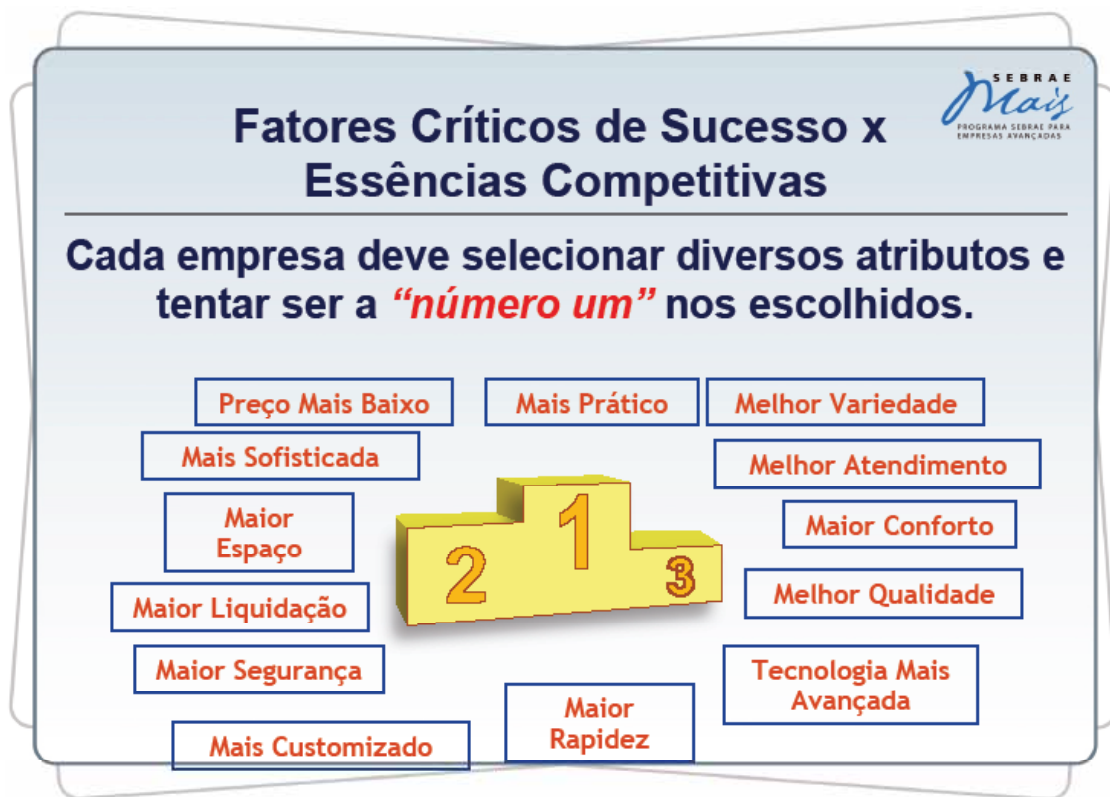 SEBRAE
Mais
PROGRAMA SEBRAE PARA
EMPRESAS AVANÇADAS
Fatores Críticos de Sucesso x
Essências Competitivas
Cada empresa deve selecionar diversos atributos e
tentar ser a “número um” nos escolhidos.
Preço Mais Baixo
Mais Prático
Melhor Variedade
Mais Sofisticada
Melhor Atendimento
Maior
Espaço
Maior Conforto
1
2
3
Maior Liquidação
Melhor Qualidade
Maior Segurança
Tecnologia Mais
Avançada
Maior
Rapidez
Mais Customizado